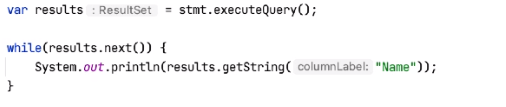 var results : ResultSet = stmt.executeQuery();
while(results.next()) {
System.out.println(results.getString( columnLabel: "Name"));
}